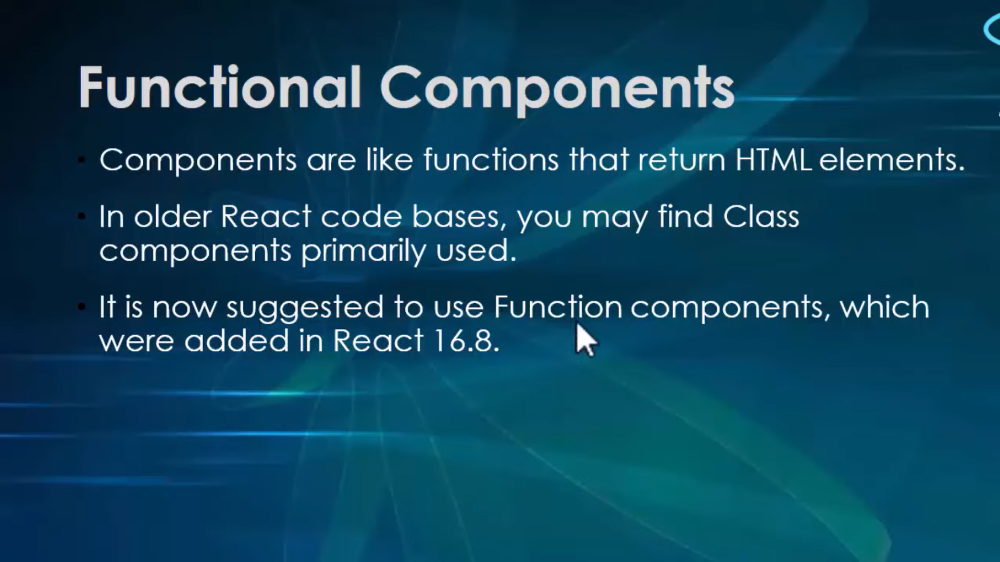 Functional Components
Components are like functions that return HTML elements.
In older React code bases, you may find Class
components primarily used.
It is now suggested to use Function components, which
were added in React 16.8.